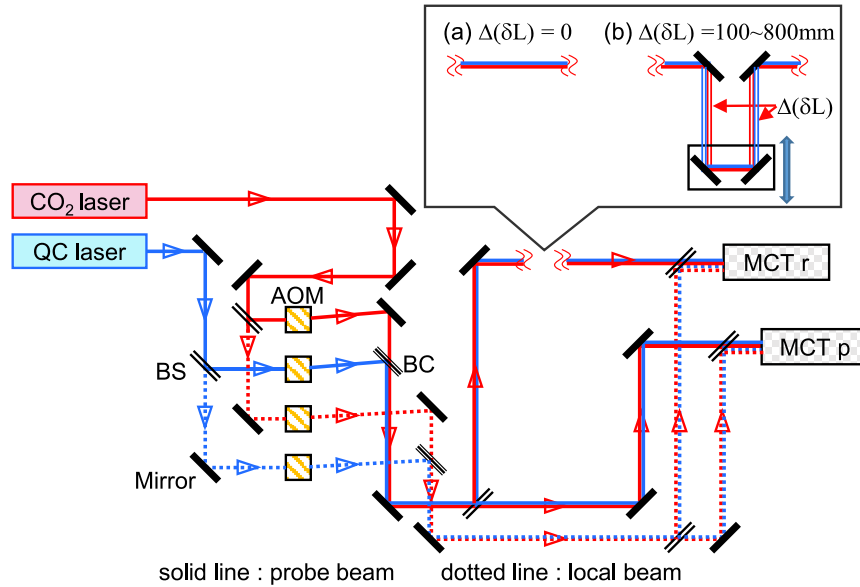 (a) Δ(δL) = 0
(b) Δ(δL) =100~800mm
Δ(δL)
CO₂ laser
QC laser
MCT r
AOM
MCT p
BS
BC
Mirror
solid line : probe beam
dotted line : local beam